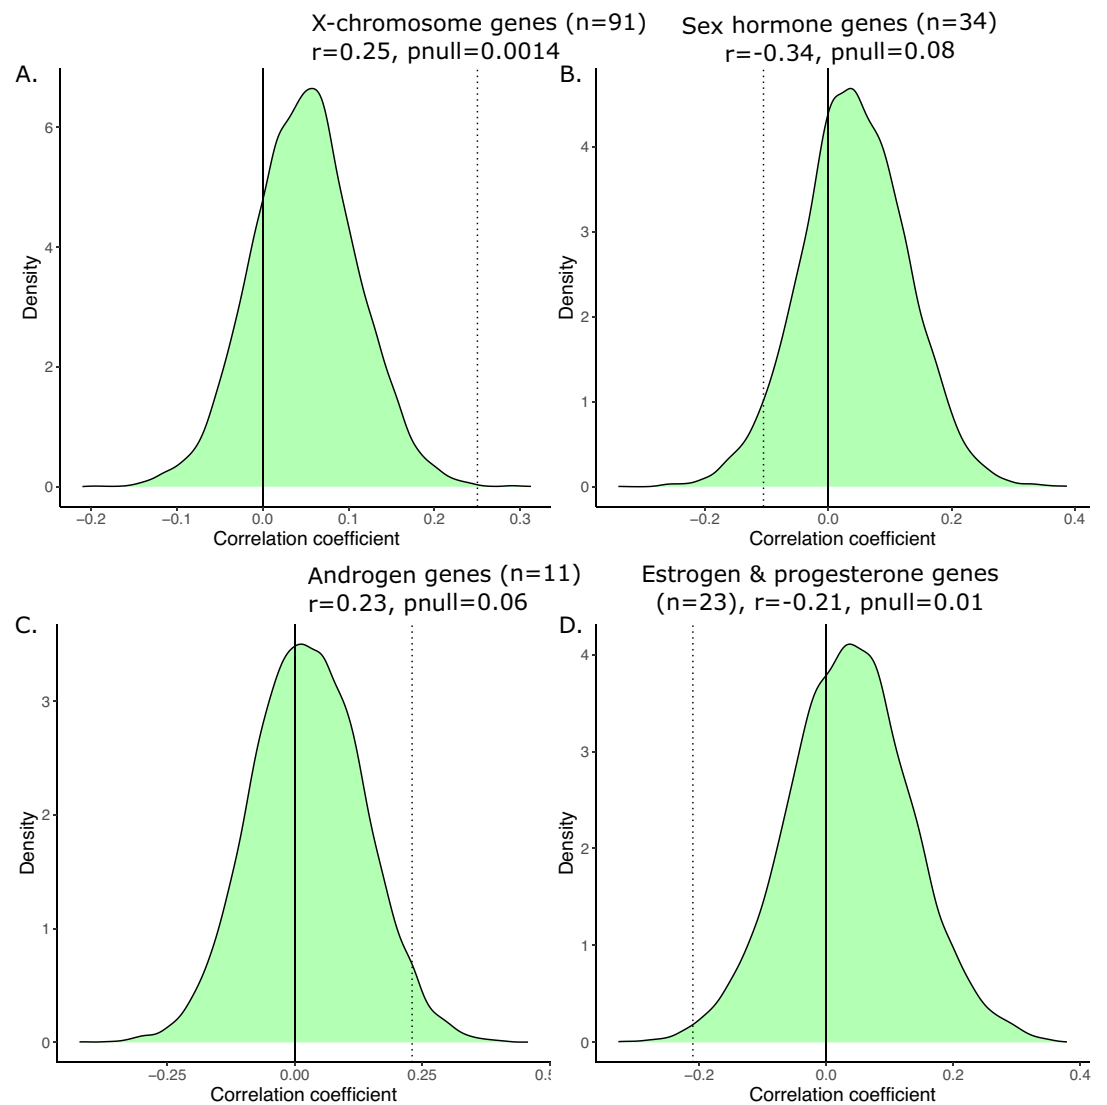 X-chromosome genes (n=91)
r=0.25, pnull=0.0014
A.
6
4
2
0
Density
−0.2 −0.1 0.0 0.1 0.2 0.3
Correlation coefficient
Sex hormone genes (n=34)
r=-0.34, pnull=0.08
B.
4
3
2
1
0
Density
−0.2 0.0 0.2 0.4
Correlation coefficient
Androgen genes (n=11)
r=0.23, pnull=0.06
C.
3
2
1
0
Density
−0.25 0.00 0.25
Correlation coefficient
Estrogen & progesterone genes
(n=23), r=-0.21, pnull=0.01
D.
4
3
2
1
0
Density
−0.2 0.0 0.2 0.4
Correlation coefficient